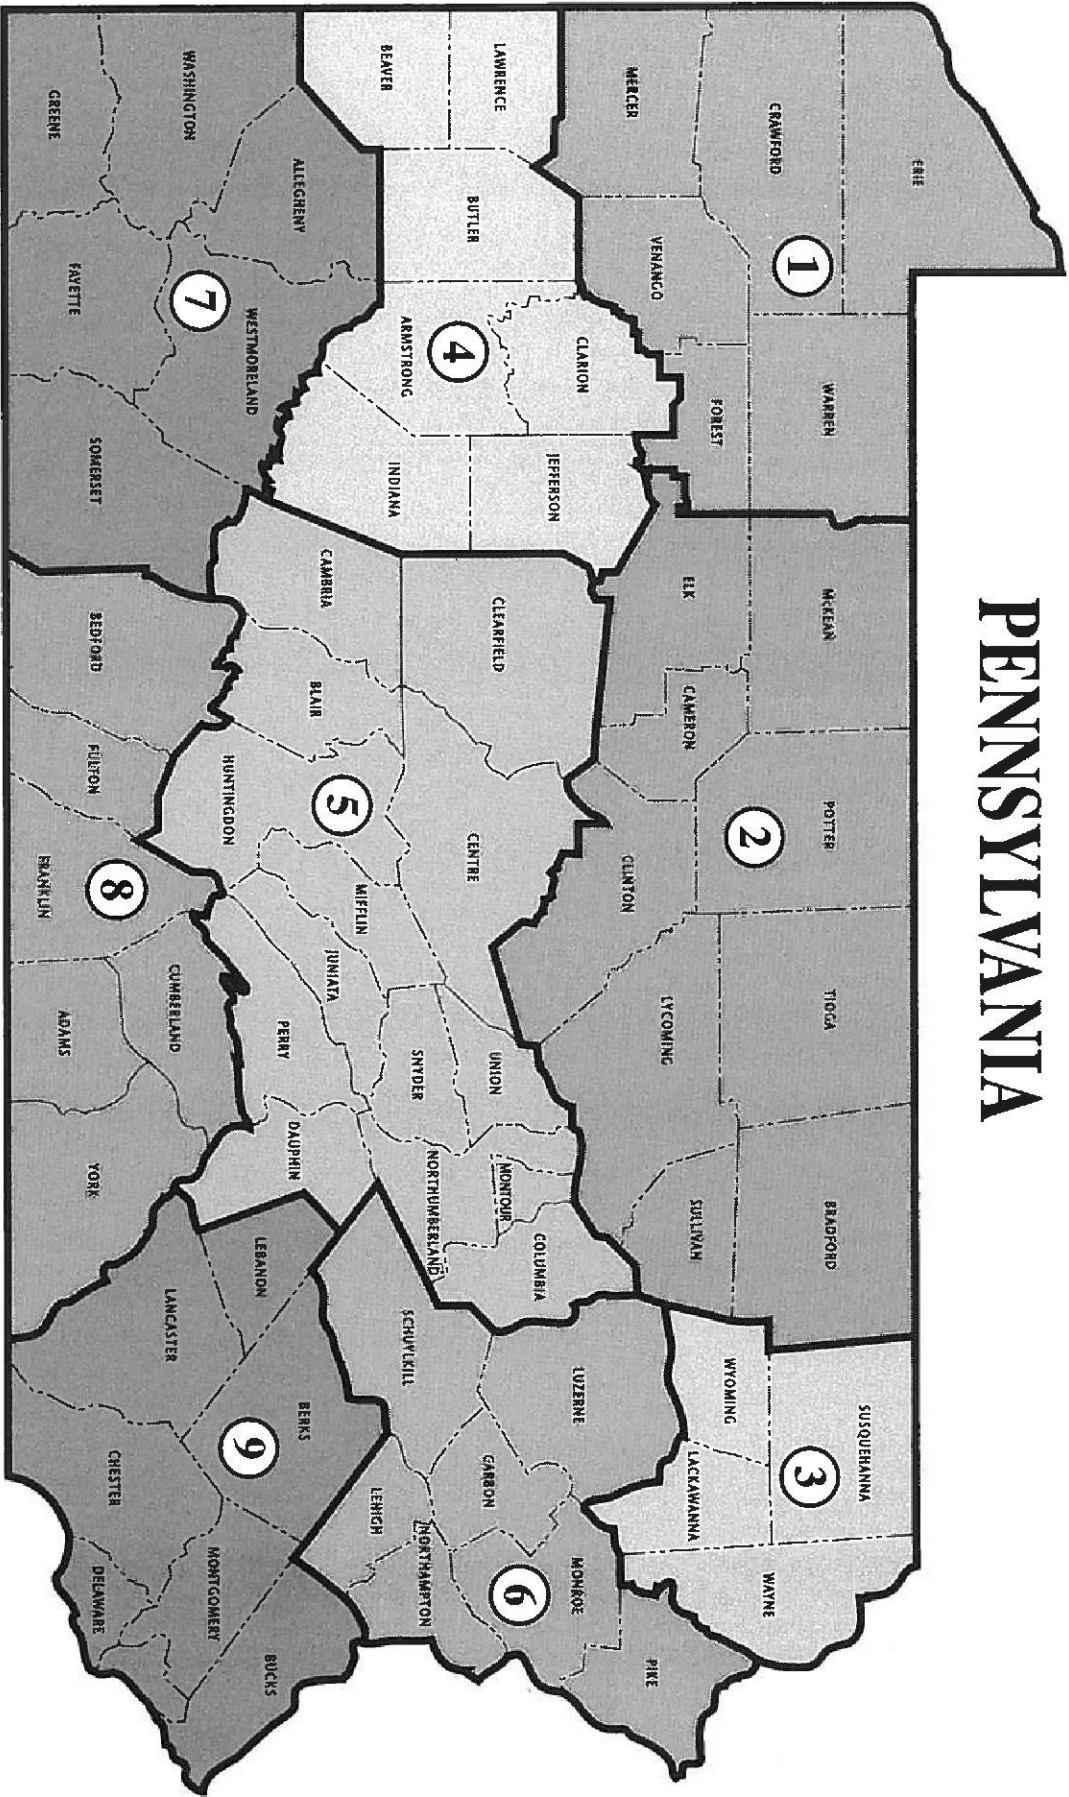 PENNSYLVANIA
ERIE
CRAWFORD
1
WARREN
MERCER
VENANGO
FOREST
McKEAN
POTTER
2
TIOGA
BRADFORD
ELK
CAMERON
CLINTON
LYCOMING
SULLIVAN
SUSQUEHANNA
3
WYOMING
LACKAWANNA
WAYNE
LAWRENCE
BEAVER
BUTLER
CLARION
4
ARMSTRONG
JEFFERSON
INDIANA
CLEARFIELD
CAMBRIA
BLAIR
CENTRE
5
HUNTINGDON
MIFFLIN
JUNIATA
PERRY
SNYDER
UNION
DAUPHIN
NORTHUMBERLAND
MONTOUR
COLUMBIA
LUZERNE
SCHUYLKILL
CARBON
MONROE
6
PIKE
LEHIGH
NORTHAMPTON
ALLEGHENY
WASHINGTON
GREENE
7
WESTMORELAND
FAYETTE
SOMERSET
BEDFORD
FULTON
8
FRANKLIN
CUMBERLAND
ADAMS
YORK
LEBANON
LANCASTER
BERKS
9
CHESTER
MONTGOMERY
DELAWARE
BUCKS